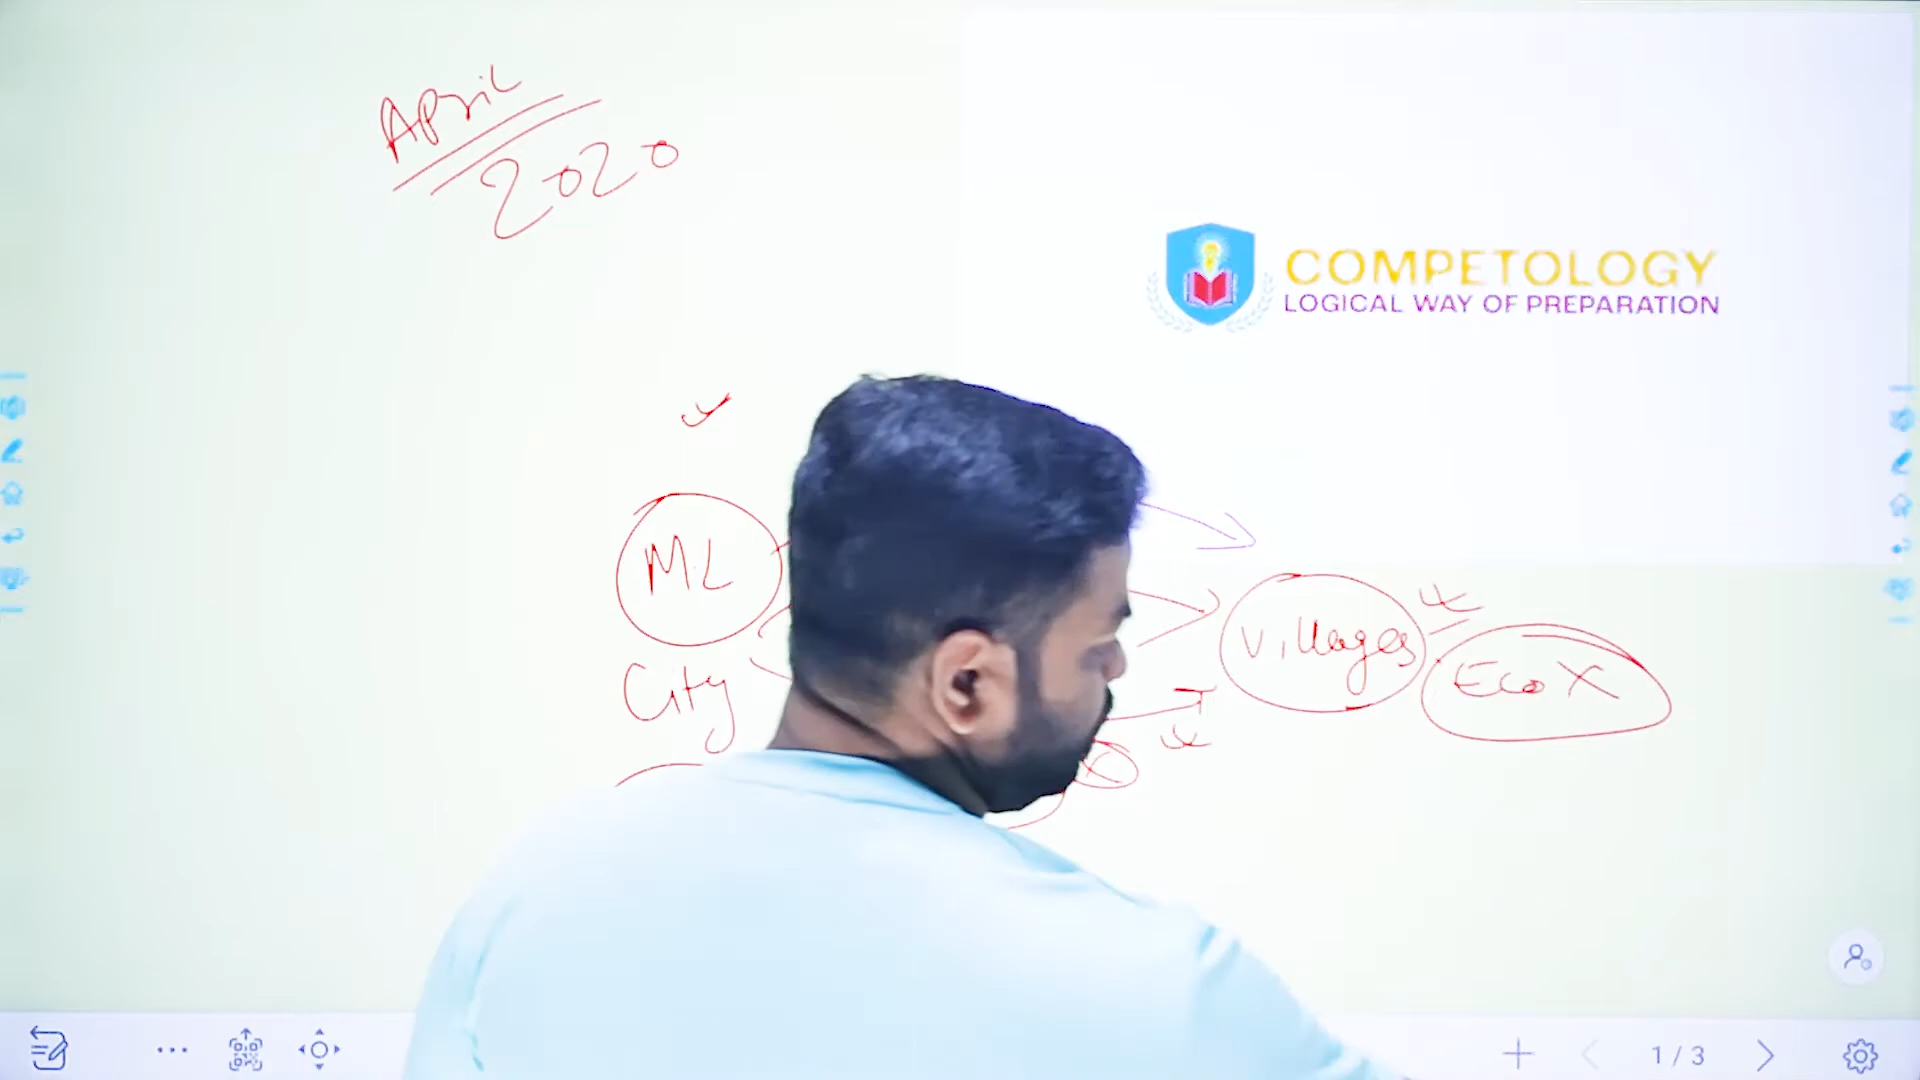 April
2020
COMPETOLOGY
LOGICAL WAY OF PREPARATION
ML
Villages
Eco X
City
1 / 3